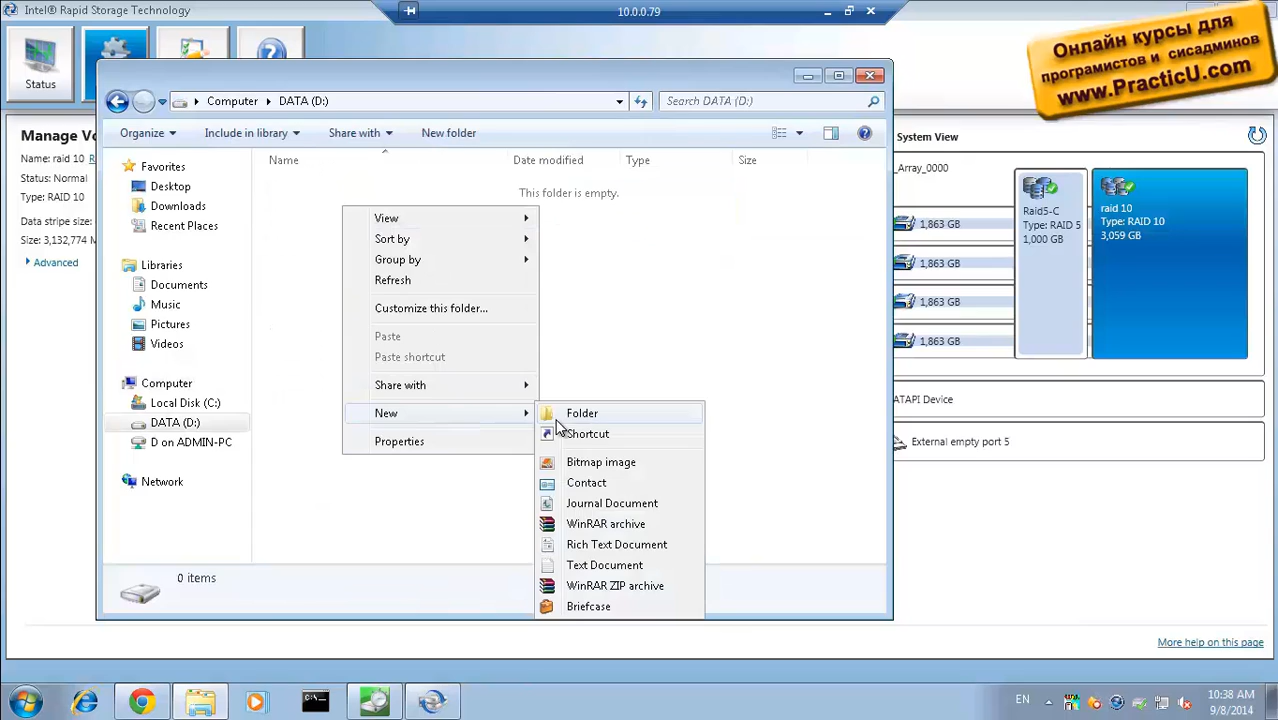 Intel® Rapid Storage Technology
10.0.0.79
Онлайн курсы для
програмистов и сисадминов
www.PracticU.com
Status
Computer
DATA (D:)
Search DATA (D:)
Organize
Include in library
Share with
New folder
Manage Vo
Name: raid 10 R
Status: Normal
Type: RAID 10
Data stripe size:
Size: 3,132,774 M
Advanced
Favorites
Desktop
Downloads
Recent Places
Libraries
Documents
Music
Pictures
Videos
Computer
Local Disk (C:)
DATA (D:)
D on ADMIN-PC
Network
Name
Date modified
Type
Size
This folder is empty.
View
Sort by
Group by
Refresh
Customize this folder...
Paste
Paste shortcut
Share with
New
Properties
Folder
Shortcut
Bitmap image
Contact
Journal Document
WinRAR archive
Rich Text Document
Text Document
WinRAR ZIP archive
Briefcase
0 items
System View
_Array_0000
1,863 GB
1,863 GB
1,863 GB
1,863 GB
Raid5-C
Type: RAID 5
1,000 GB
raid 10
Type: RAID 10
3,059 GB
ATAPI Device
External empty port 5
More help on this page
EN
10:38 AM
9/8/2014